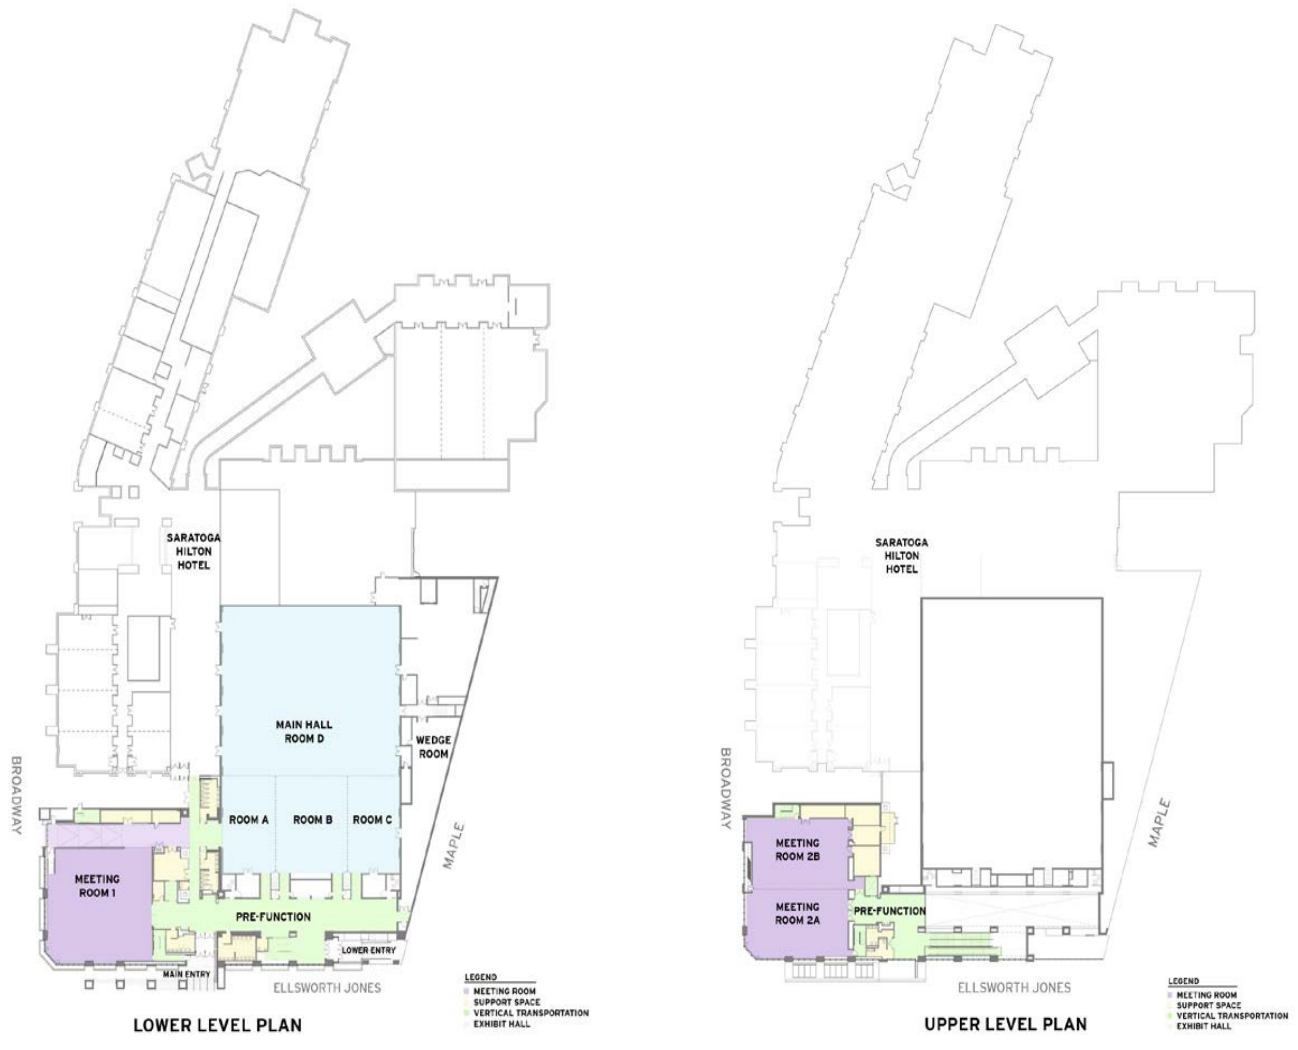 SARATOGA
HILTON
HOTEL
MAIN HALL
ROOM D
WEDGE
ROOM
ROOM A
ROOM B
ROOM C
BROADWAY
MAPLE
MEETING
ROOM 1
PRE-FUNCTION
LOWER ENTRY
MAIN ENTRY
ELLSWORTH JONES
LEGEND
MEETING ROOM
SUPPORT SPACE
VERTICAL TRANSPORTATION
EXHIBIT HALL
LOWER LEVEL PLAN
SARATOGA
HILTON
HOTEL
BROADWAY
MAPLE
MEETING
ROOM 2B
MEETING
ROOM 2A
PRE-FUNCTION
ELLSWORTH JONES
LEGEND
MEETING ROOM
SUPPORT SPACE
VERTICAL TRANSPORTATION
EXHIBIT HALL
UPPER LEVEL PLAN